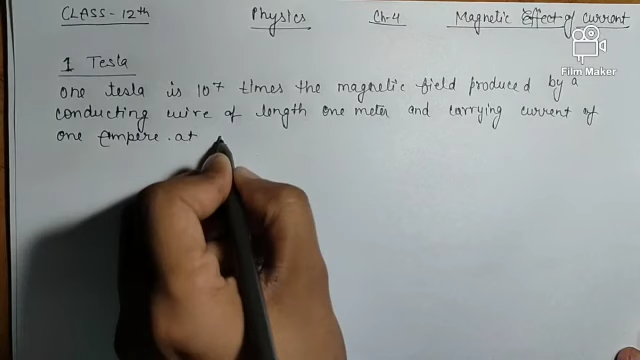 CLASS - 12th Physics Ch-4 Magnetic Effect of current
Film Maker
1 Tesla
One tesla is 10⁷ times the magnetic field produced by a
conducting wire of length one meter and carrying current of
one Ampere. at